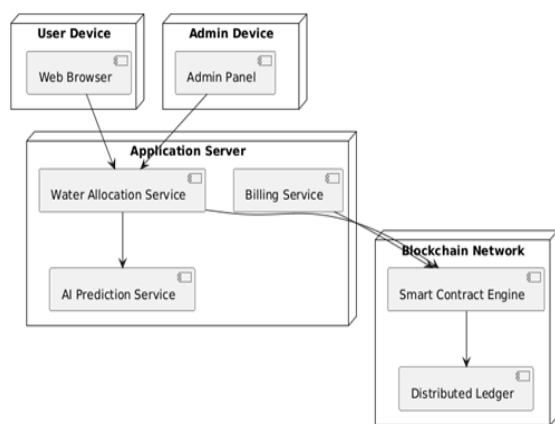 User Device
Admin Device
Web Browser
Admin Panel
Application Server
Water Allocation Service
Billing Service
AI Prediction Service
Blockchain Network
Smart Contract Engine
Distributed Ledger